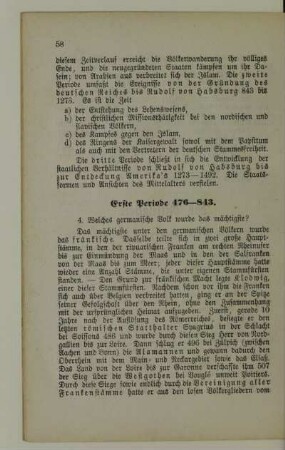 58
diesem Zeitverlauf erreicht die Völkerwanderung ihr völliges
Ende, und die neugegründeten Staaten kämpfen um ihr Da-
sein; von Arabien aus verbreitet sich der Islam. Die zweite
Periode umfaßt die Ereignisse von der Gründung des
deutschen Reiches bis Rudolf von Habsburg 843 bis
1273. Es ist die Zeit
a) der Entstehung des Lehenswesens,
b) der christlichen Missionsthätigkeit bei den nordischen und
slavischen Völkern,
c) des Kampfes gegen den Islam,
d) des Ringens der Kaisergewalt sowol mit dem Papsttum
als auch mit den Vertretern der deutschen Stammesfreiheit.
Die dritte Periode schließt in sich die Entwickelung der
staatlichen Verhältnisse von Rudolf von Habsburg bis
zur Entdeckung Amerika's 1273—1492. Die Staats-
formen und Ansichten des Mittelalters verfielen.
Erste Periode 476—843.
4. Welches germanische Volk wurde das mächtigste?
Das mächtigste unter den germanischen Völkern wurde
das fränkische. Dasselbe teilte sich in zwei große Haupt-
stämme, in den der ripuarischen Franken am rechten Rheinufer
und von da bis zur Maas und in den der Salfranken
von der Maas bis zum Meer; jeder dieser Hauptstämme hatte
wieder eine Anzahl Stämme, die unter eigenen Stammfürsten
standen. — Den Grund zur fränkischen Macht legte Klodwig,
ein salischer Stammfürst. Nachdem schon vor ihm die Franken
sich auch über Belgien verbreitet hatten, ging er an der Spitze
seiner Gefolgschaft über den Rhein, ohne den Zusammenhang
mit der ursprünglichen Heimat aufzugeben. Zuerst, gerade 10
Jahre nach der Auflösung des Römerreichs, besiegte er den
letzten römischen Statthalter Syagrius in der Schlacht
bei Soissons 486 und wurde durch diesen Sieg Herr von Nord-
gallien bis zur Loire. Dann schlug er 496 bei Zülpich (zwischen
Aachen und Bonn) die Alamannen und gewann dadurch den
Oberrhein mit dem Main- und Neckargebiet sowie das Elsaß.
Das Land von der Loire bis zur Garonne verschaffte ihm 507
der Sieg über die Westgothen bei Vouglé unweit Poitiers.
Durch diese Siege sowie endlich durch die Vereinigung aller
Frankenstämme hatte er aus den losen Völkergliedern vom